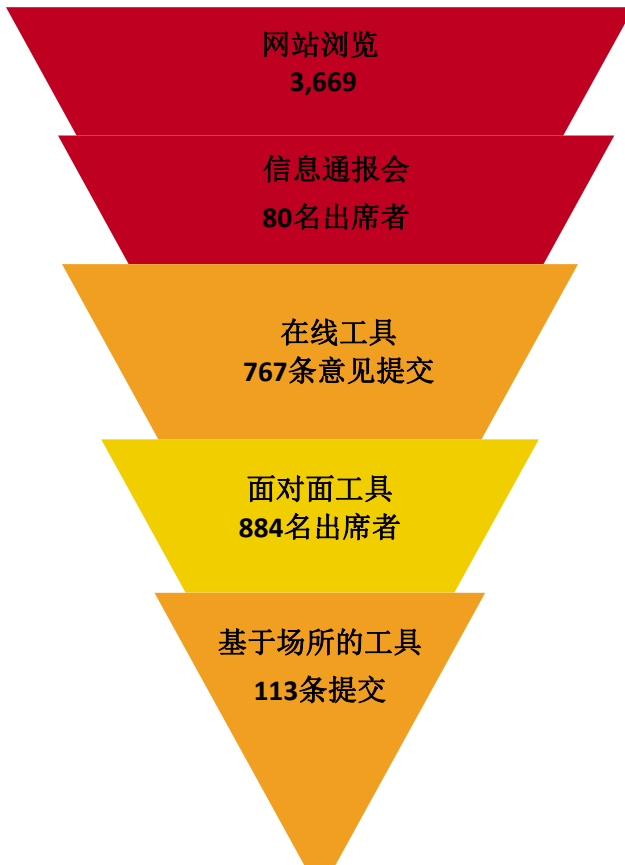 网站浏览
3,669
信息通报会
80名出席者
在线工具
767条意见提交
面对面工具
884名出席者
基于场所的工具
113条提交